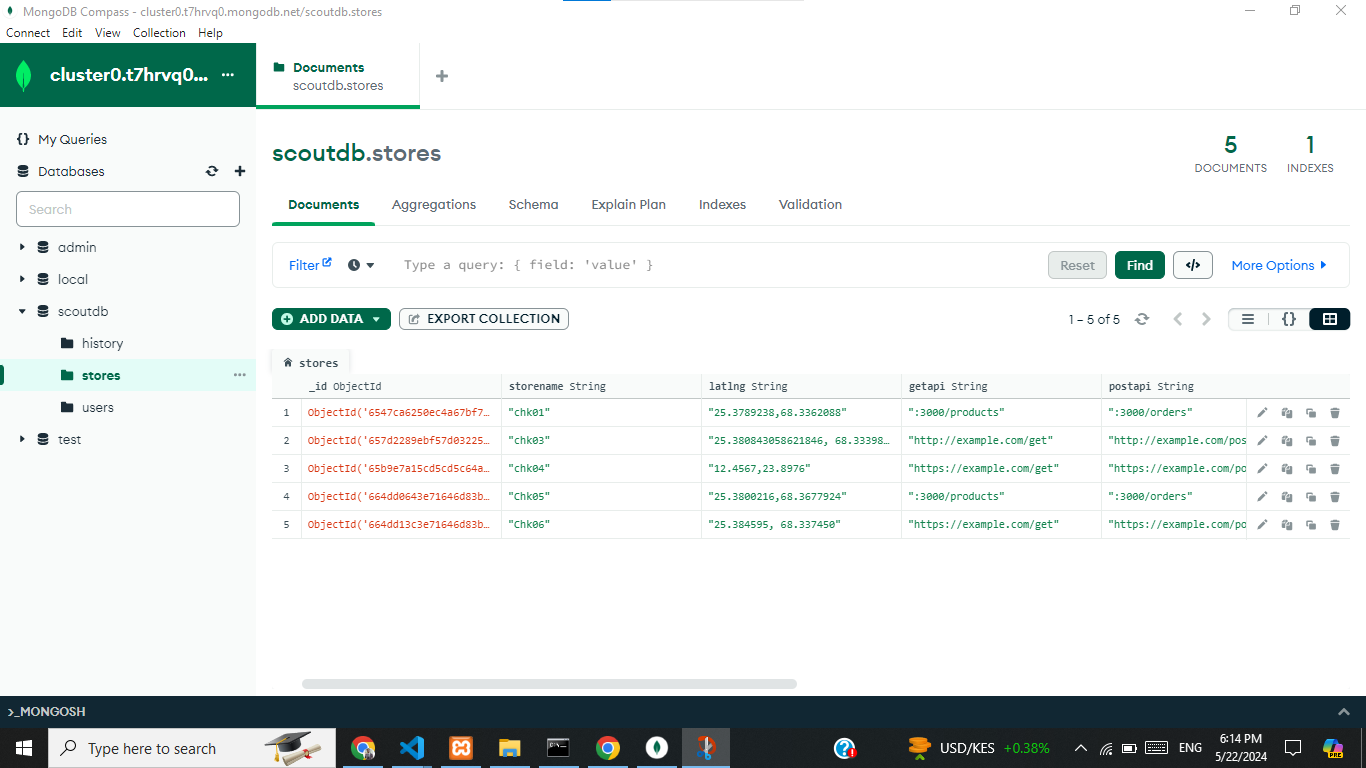 MongoDB Compass - cluster0.t7hrvq0.mongodb.net/scoutdb.stores
Connect Edit View Collection Help
cluster0.t7hrvq0... ...
Documents
scoutdb.stores
+
{} My Queries
Databases
Search
admin
local
scoutdb
history
stores
users
test
scoutdb.stores
5
DOCUMENTS
1
INDEXES
Documents Aggregations Schema Explain Plan Indexes Validation
Filter Type a query: { field: 'value' } Reset Find </> More Options
ADD DATA EXPORT COLLECTION 1 – 5 of 5 {}
stores
_id ObjectId storename String latlng String getapi String postapi String
1 ObjectId('6547ca6250ec4a67bf7… "chk01" "25.3789238,68.3362088" ":3000/products" ":3000/orders"
2 ObjectId('657d2289ebf57d03225… "chk03" "25.380843058621846, 68.33398… "http://example.com/get" "http://example.com/pos
3 ObjectId('65b9e7a15cd5cd5c64a… "chk04" "12.4567,23.8976" "https://example.com/get" "https://example.com/po
4 ObjectId('664dd0643e71646d83b… "Chk05" "25.3800216,68.3677924" ":3000/products" ":3000/orders"
5 ObjectId('664dd13c3e71646d83b… "Chk06" "25.384595, 68.337450" "https://example.com/get" "https://example.com/po
>_MONGOSH
Type here to search
USD/KES +0.38%
ENG
6:14 PM
5/22/2024
PRE